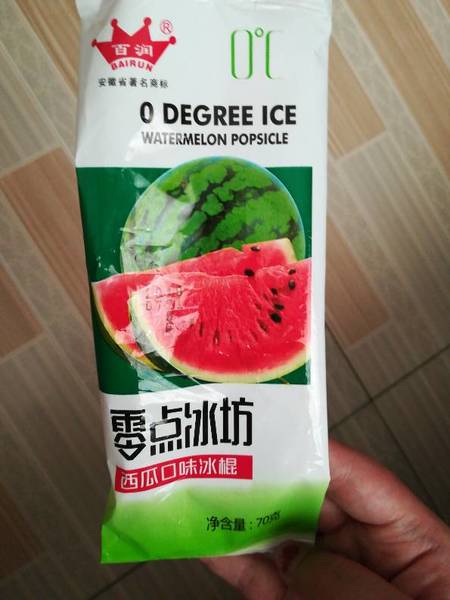 百润®
BAIRUN
安徽省著名商标
0℃
0 DEGREE ICE
WATERMELON POPSICLE
零点冰坊
西瓜口味冰棍
净含量:70克